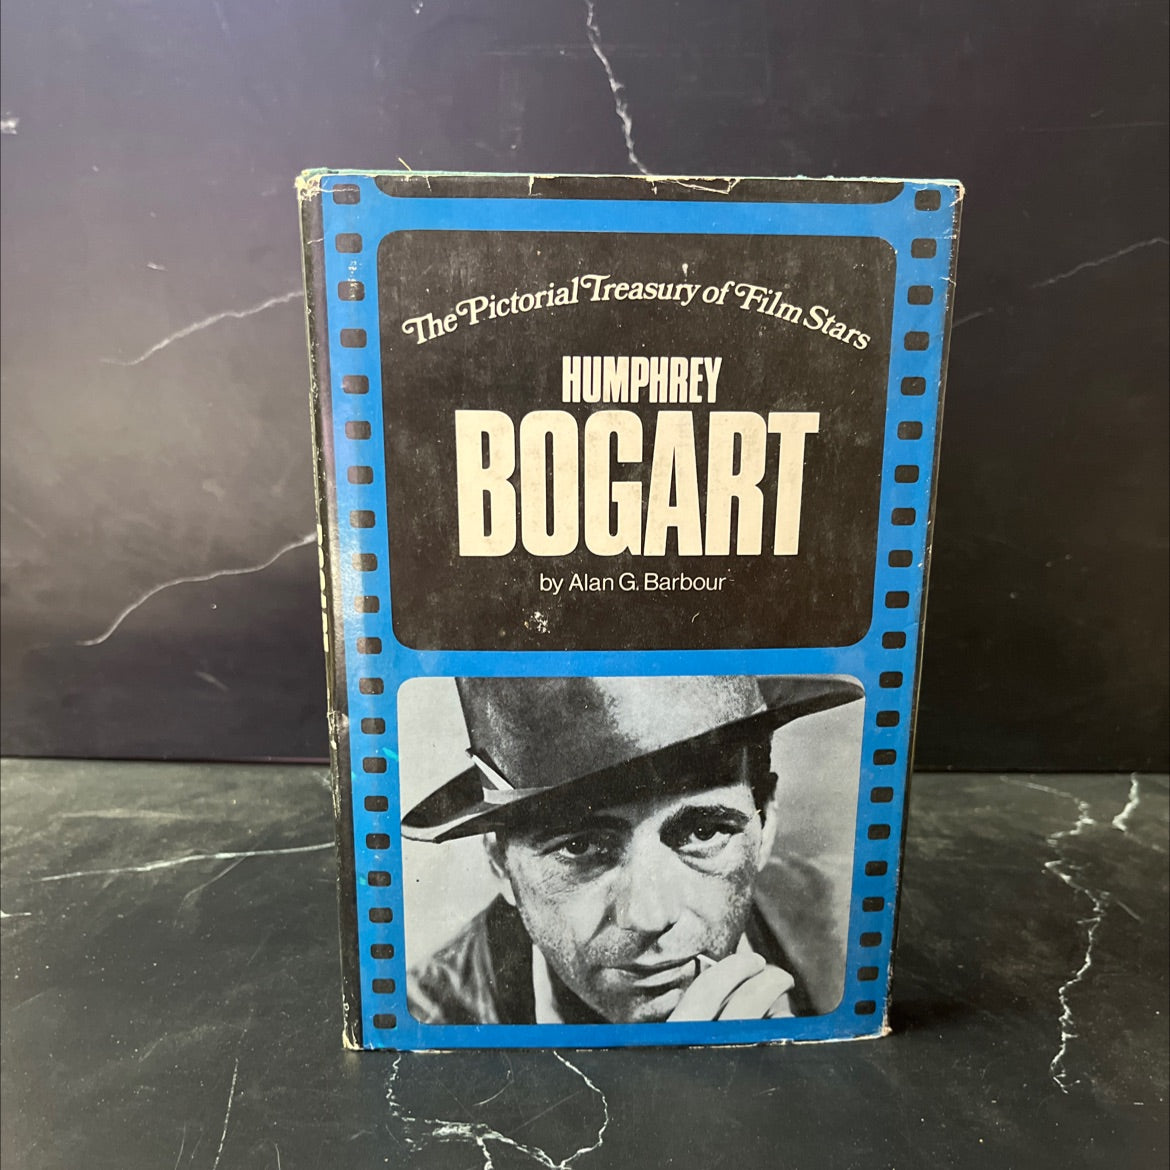 The Pictorial Treasury of Film Stars
HUMPHREY
BOGART
by Alan G. Barbour